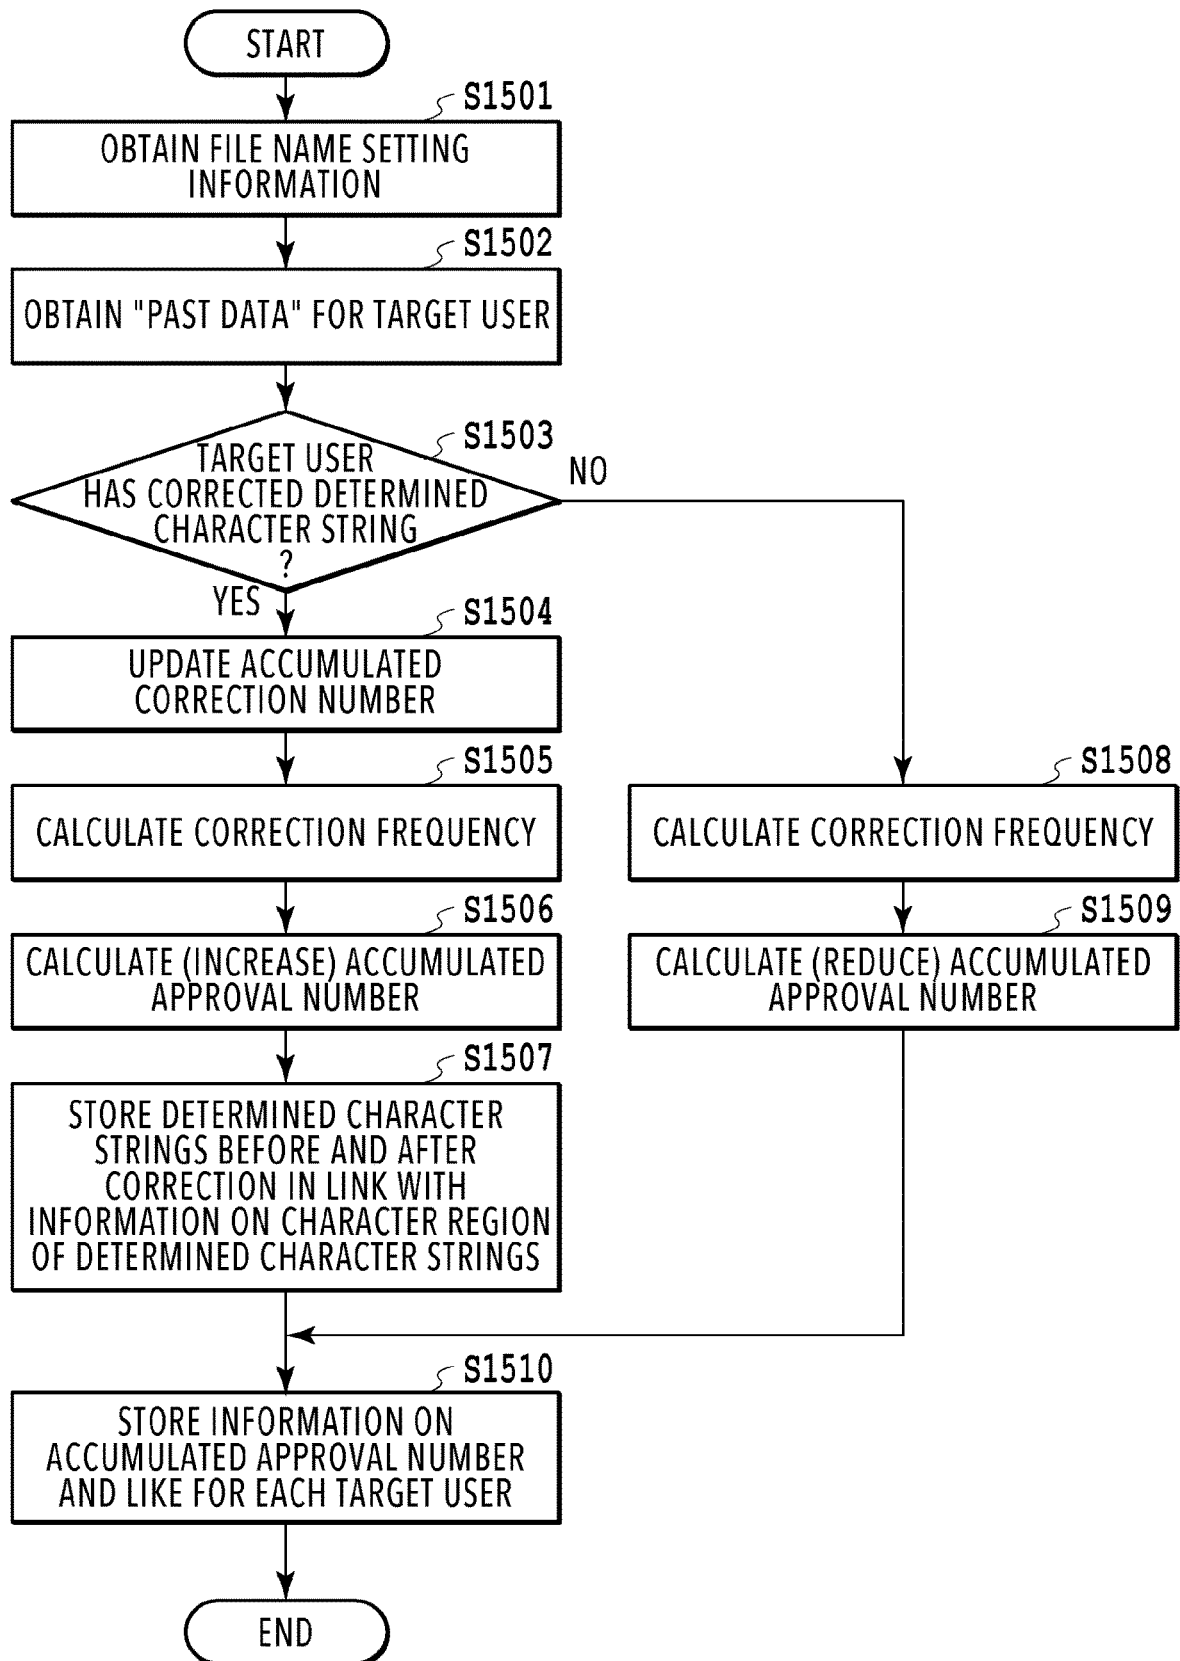 START
S1501
OBTAIN FILE NAME SETTING
INFORMATION
S1502
OBTAIN "PAST DATA" FOR TARGET USER
S1503
TARGET USER
HAS CORRECTED DETERMINED
CHARACTER STRING
?
NO
YES
S1504
UPDATE ACCUMULATED
CORRECTION NUMBER
S1505
CALCULATE CORRECTION FREQUENCY
S1506
CALCULATE (INCREASE) ACCUMULATED
APPROVAL NUMBER
S1507
STORE DETERMINED CHARACTER
STRINGS BEFORE AND AFTER
CORRECTION IN LINK WITH
INFORMATION ON CHARACTER REGION
OF DETERMINED CHARACTER STRINGS
S1508
CALCULATE CORRECTION FREQUENCY
S1509
CALCULATE (REDUCE) ACCUMULATED
APPROVAL NUMBER
S1510
STORE INFORMATION ON
ACCUMULATED APPROVAL NUMBER
AND LIKE FOR EACH TARGET USER
END